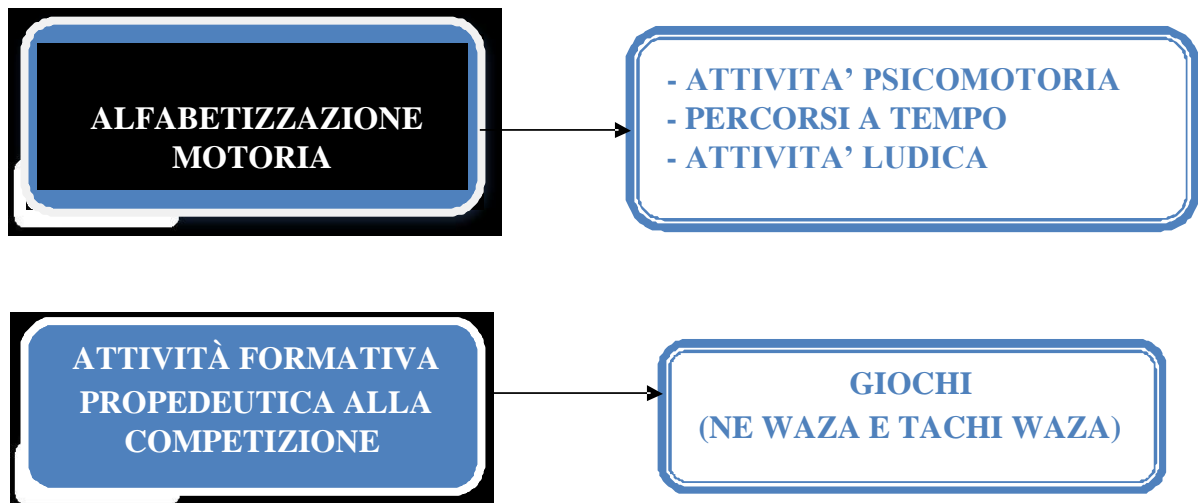 ALFABETIZZAZIONE
MOTORIA
- ATTIVITA’ PSICOMOTORIA
- PERCORSI A TEMPO
- ATTIVITA’ LUDICA
ATTIVITÀ FORMATIVA
PROPEDEUTICA ALLA
COMPETIZIONE
GIOCHI
(NE WAZA E TACHI WAZA)